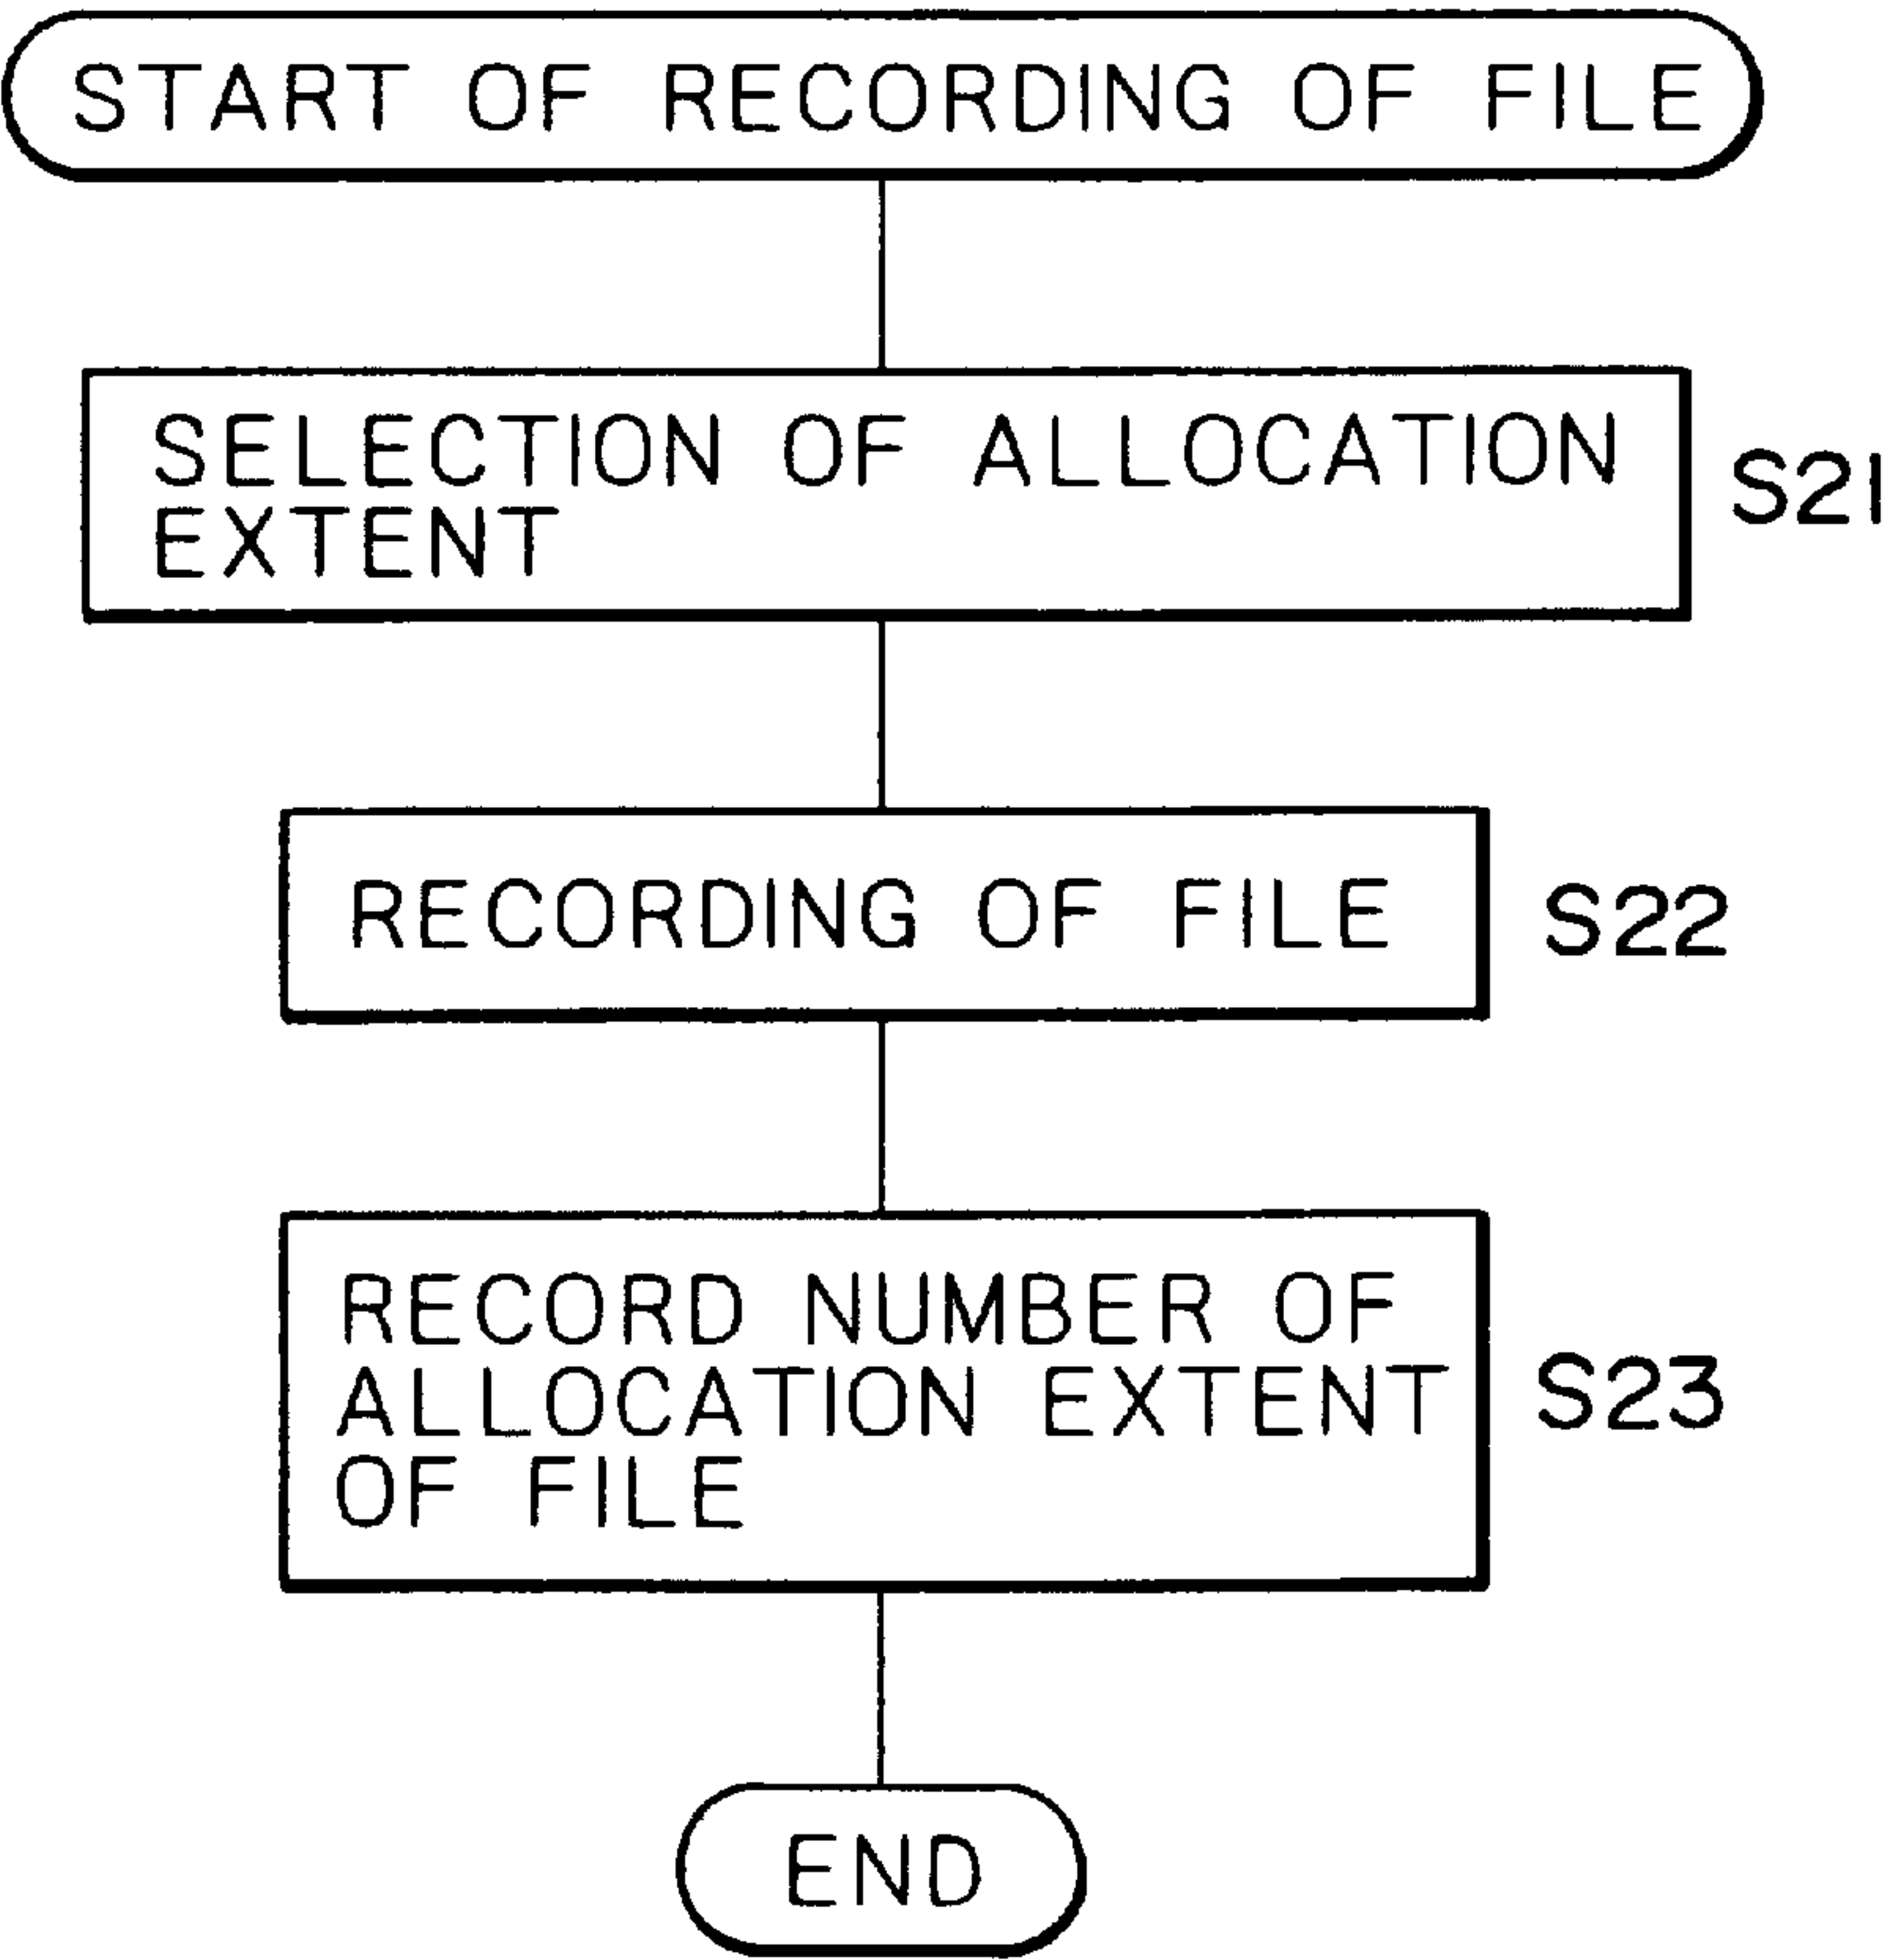 START OF RECORDING OF FILE
SELECTION OF ALLOCATION
EXTENT
S21
RECORDING OF FILE
S22
RECORD NUMBER OF
ALLOCATION EXTENT
OF FILE
S23
END